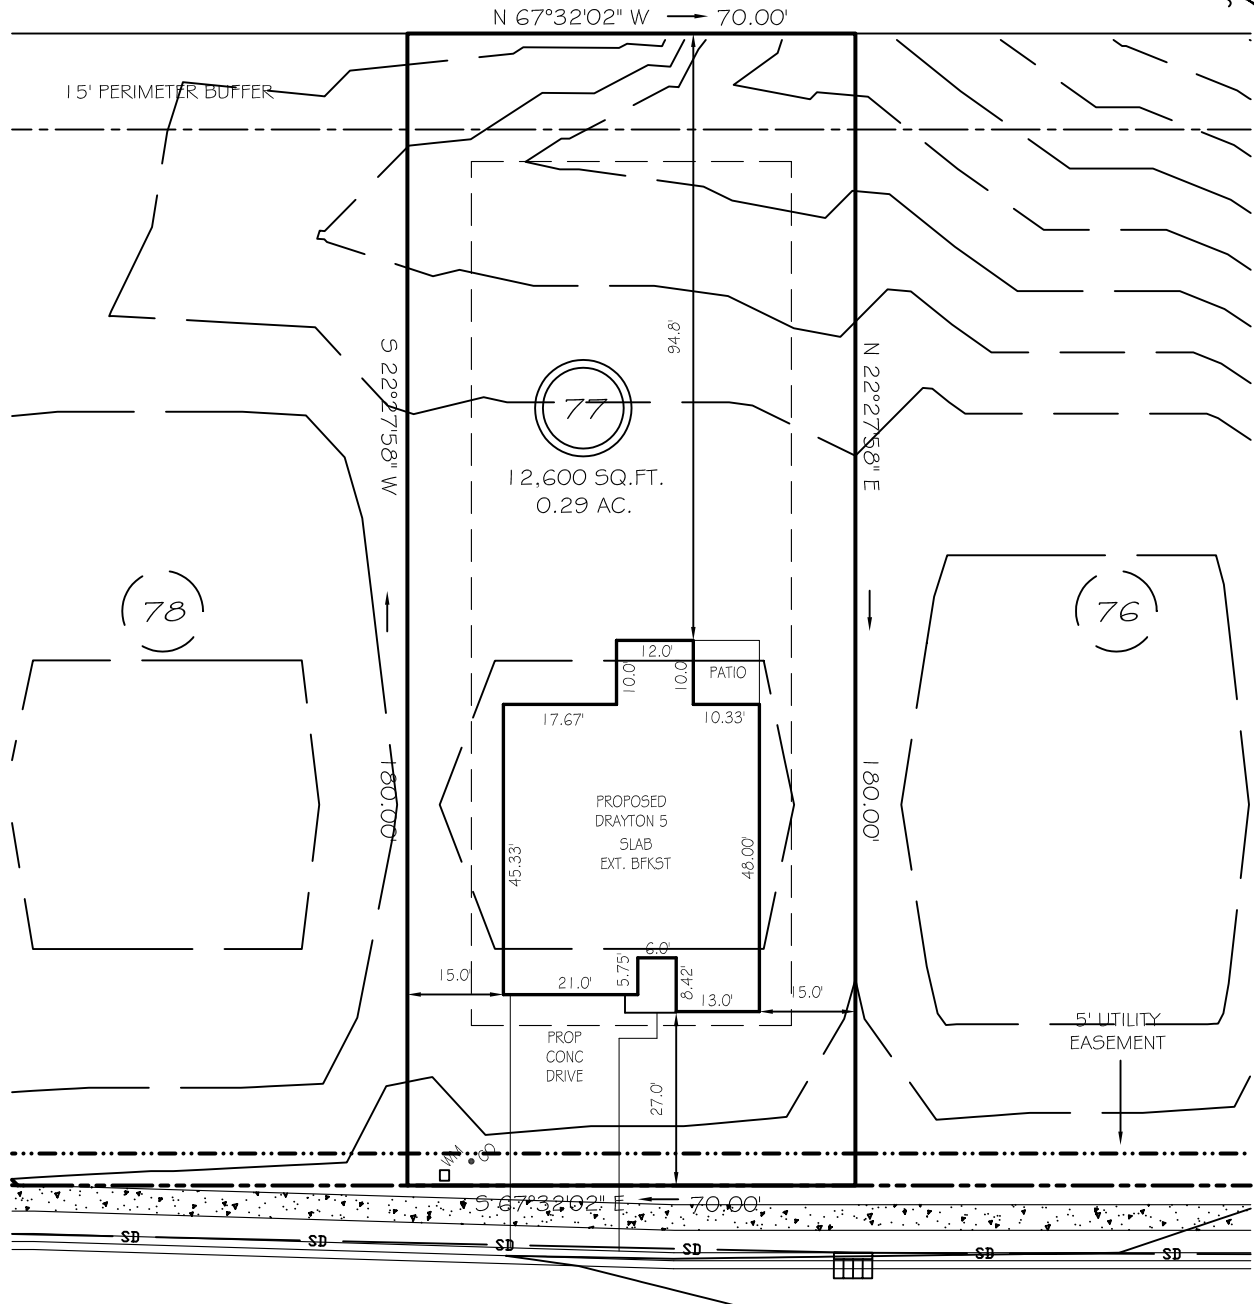 N 67°32'02" W 70.00'
15' PERIMETER BUFFER
94.8'
S 22°27'58" W
N 22°27'58" E
77
12,600 SQ.FT.
0.29 AC.
78
76
12.0'
10.0'
10.0'
PATIO
17.67'
10.33'
180.00'
180.00'
PROPOSED
DRAYTON 5
SLAB
EXT. BFKST
45.33'
48.00'
6.0'
5.75'
8.42'
15.0'
21.0'
13.0'
15.0'
PROP
CONC
DRIVE
27.0'
5' UTILITY
EASEMENT
WM
CO
S 67°32'02" E 70.00'
SD SD SD SD SD SD